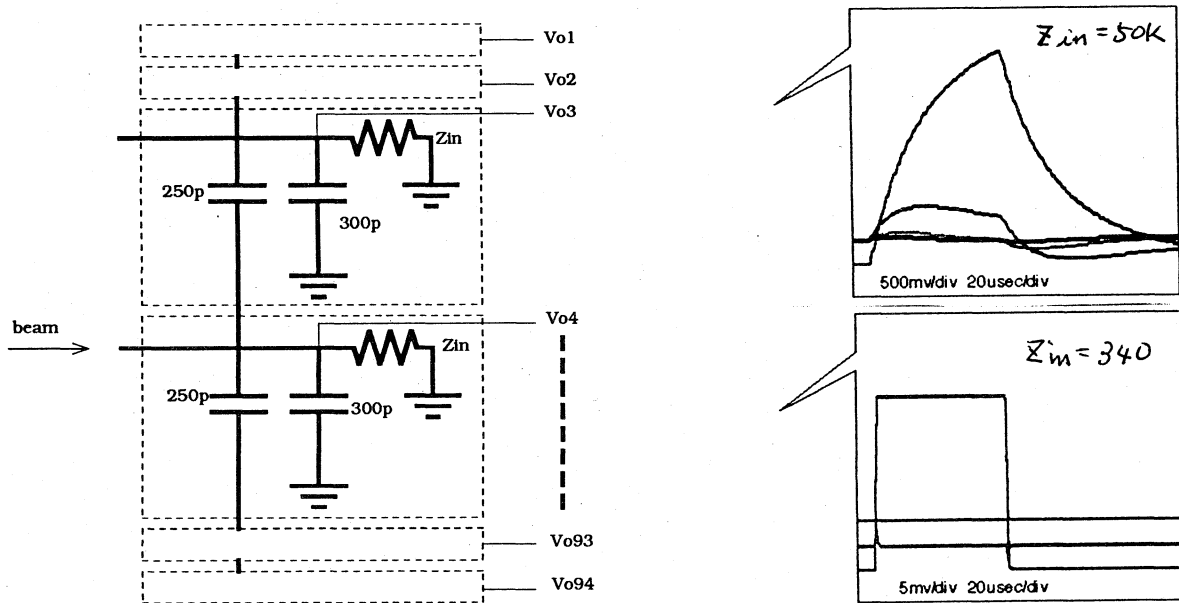 Vo1
Vo2
Vo3
Zin
250p
300p
beam
Vo4
Zin
250p
300p
Vo93
Vo94
Zin = 50K
500mv/div 20usec/div
Zin = 340
5mv/div 20usec/div